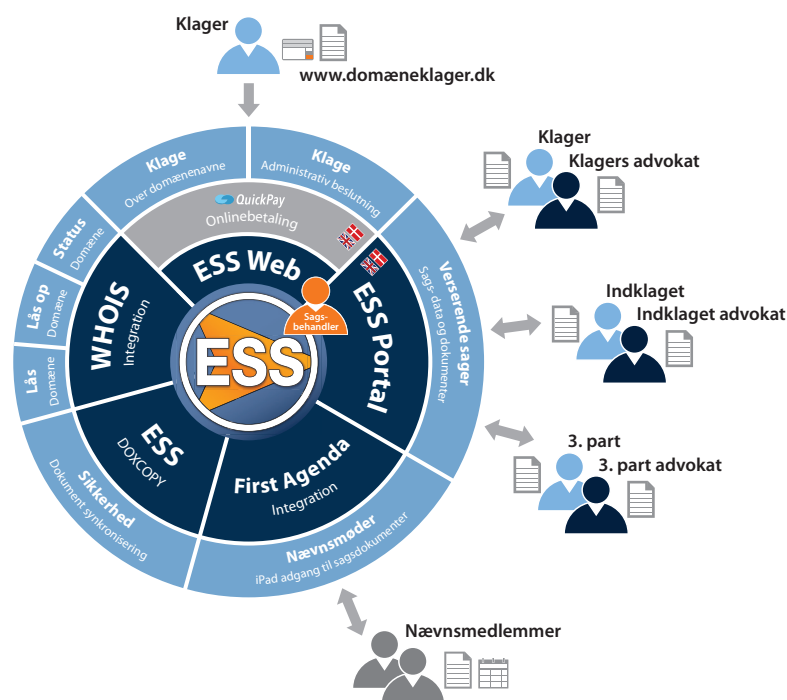 Klager
www.domæneklager.dk
Klage
Over domænenavne
Klage
Administrativ beslutning
QuickPay
Onlinebetaling
Status
Domæne
Lås op
Domæne
Lås
Domæne
WHOIS
Integration
ESS Web
Sags-
behandler
ESS
ESS Portal
Verserende sager
Sags- data og dokumenter
ESS
DOXCOPY
First Agenda
Integration
Sikkerhed
Dokument synkronisering
Nævnsmøder
iPad adgang til sagsdokumenter
Klager
Klagers advokat
Indklaget
Indklaget advokat
3. part
3. part advokat
Nævnsmedlemmer